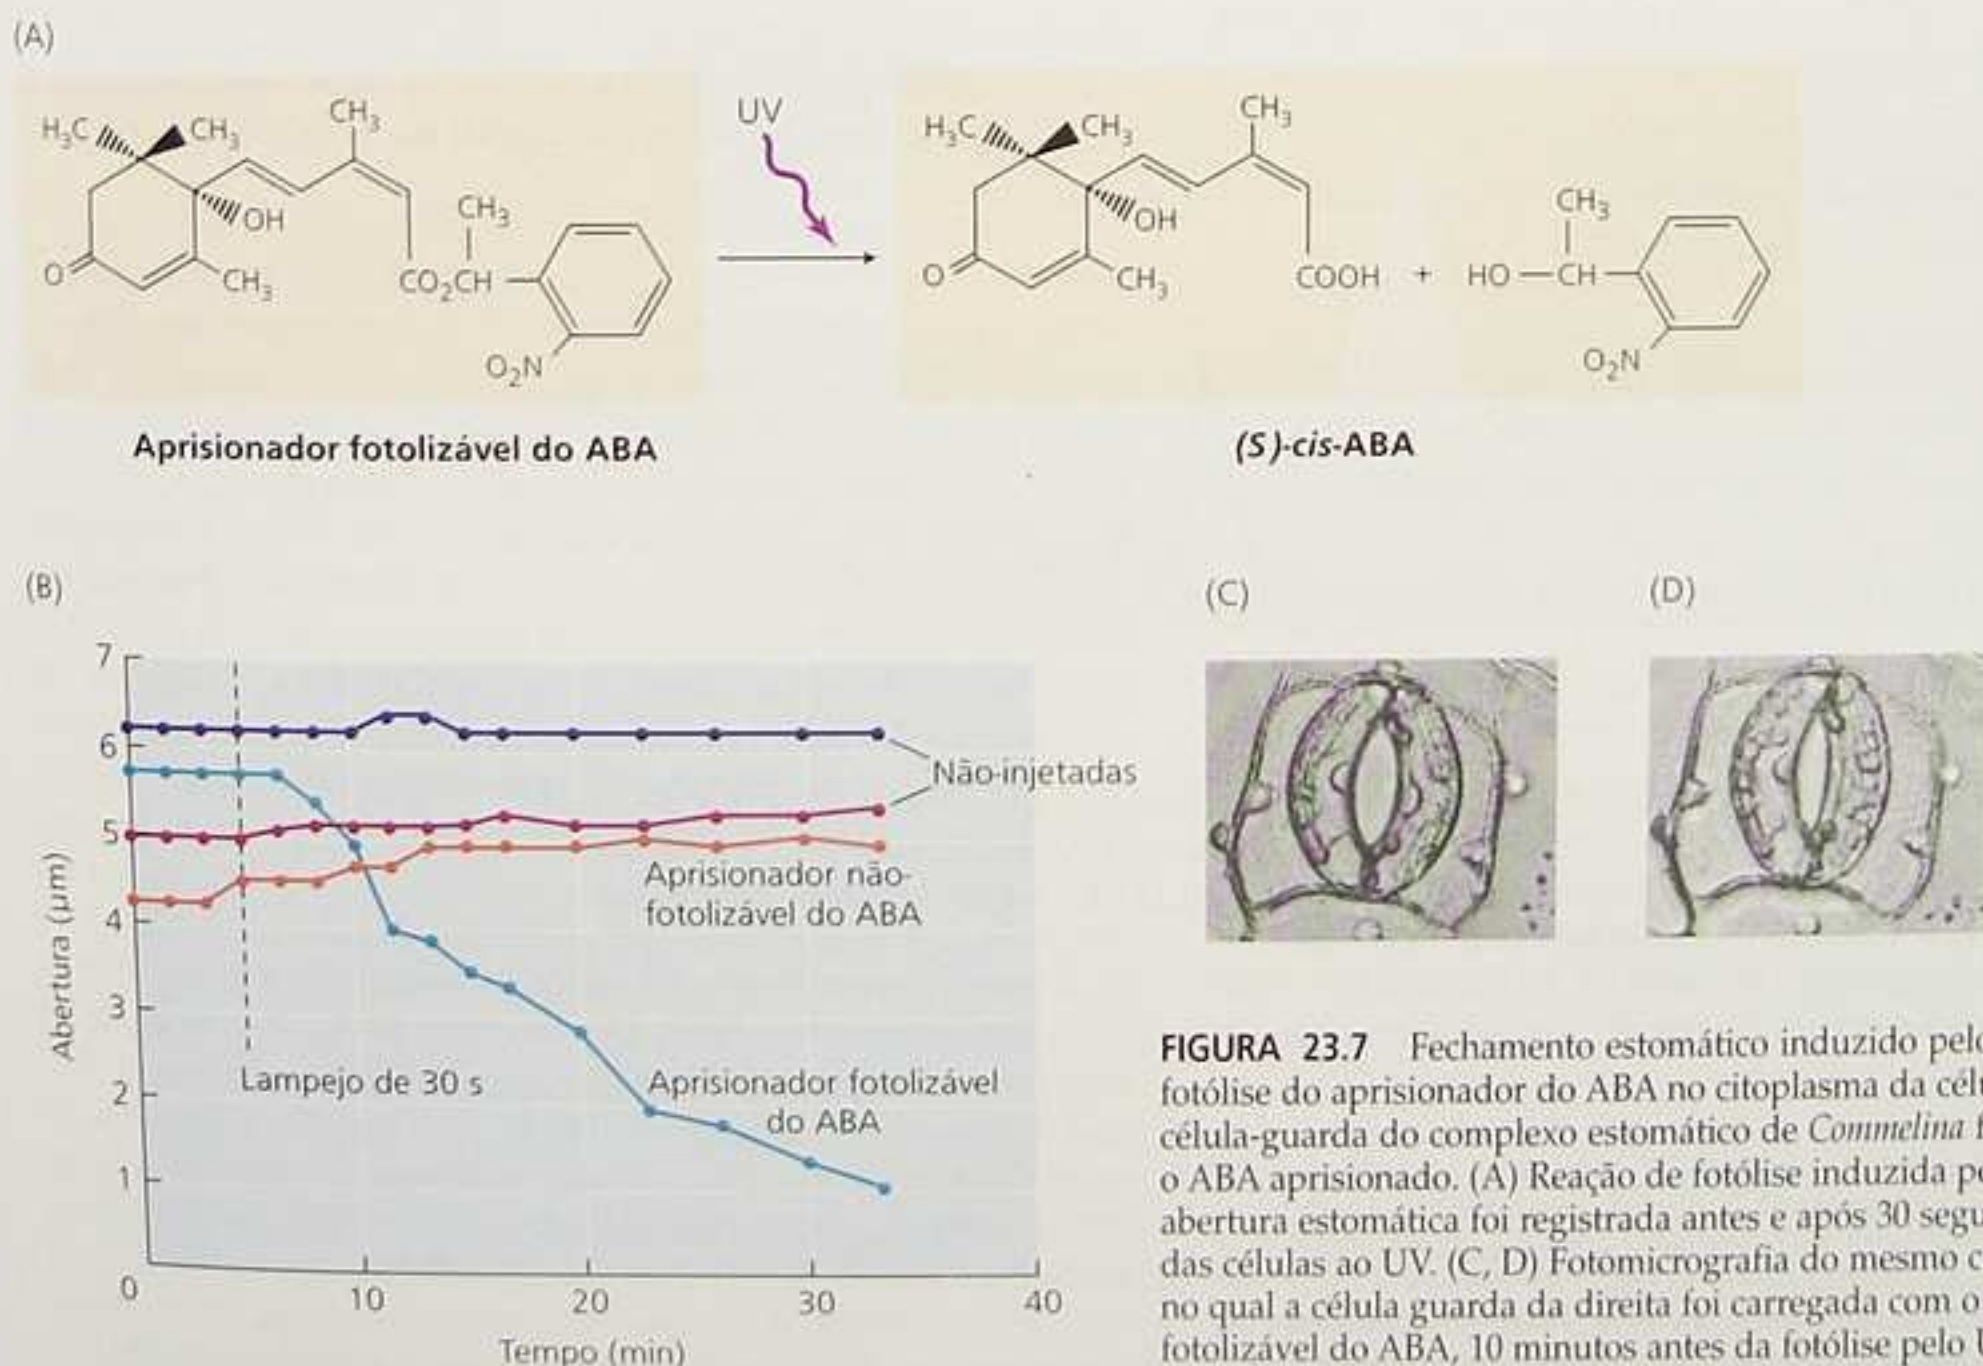 (A)
H₃C CH₃ CH₃ OH CH₃ O CH₃ CO₂CH O₂N
UV
H₃C CH₃ CH₃ OH O CH₃ COOH + HO CH CH₃ O₂N
Aprisionador fotolizável do ABA
(S)-cis-ABA
(B)
Abertura (µm)
7
6
5
4
3
2
1
0
10
20
30
40
Tempo (min)
Lampejo de 30 s
Não-injetadas
Aprisionador não-
fotolizável do ABA
Aprisionador fotolizável
do ABA
(C)
(D)
FIGURA 23.7 Fechamento estomático induzido
fotólise do aprisionador do ABA no citoplasma da
célula-guarda do complexo estomático de Commelina
o ABA aprisionado. (A) Reação de fotólise induzida
abertura estomática foi registrada antes e após 30
das células ao UV. (C, D) Fotomicrografia do mesmo
no qual a célula guarda da direita foi carregada com o
fotolizável do ABA, 10 minutos antes da fotólise pelo